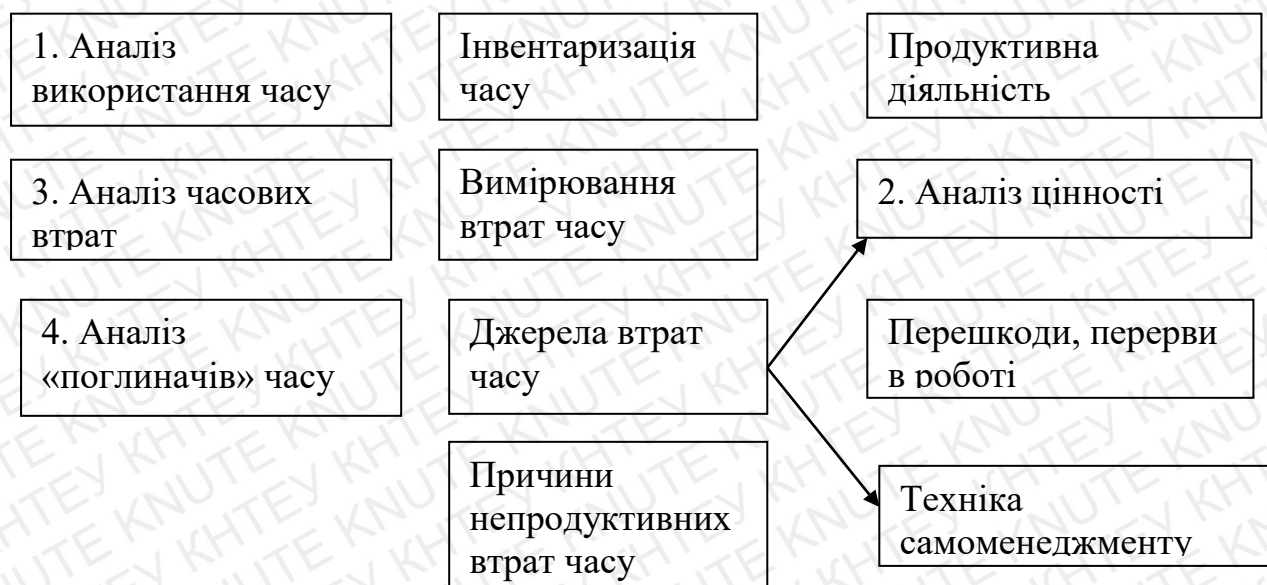 1. Аналіз
використання часу
Інвентаризація
часу
Продуктивна
діяльність
3. Аналіз часових
втрат
Вимірювання
втрат часу
2. Аналіз цінності
4. Аналіз
«поглиначів» часу
Джерела втрат
часу
Перешкоди, перерви
в роботі
Причини
непродуктивних
втрат часу
Техніка
самоменеджменту